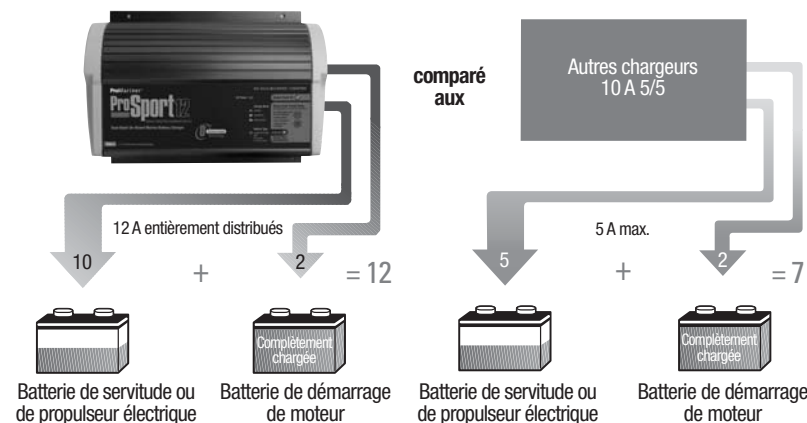 ProMariner
ProSport 12
comparé
aux
Autres chargeurs
10 A 5/5
12 A entièrement distribués
10
+
2
= 12
5 A max.
5
+
2
= 7
Complètement
chargée
Complètement
chargée
Batterie de servitude ou
de propulseur électrique
Batterie de démarrage
de moteur
Batterie de servitude ou
de propulseur électrique
Batterie de démarrage
de moteur